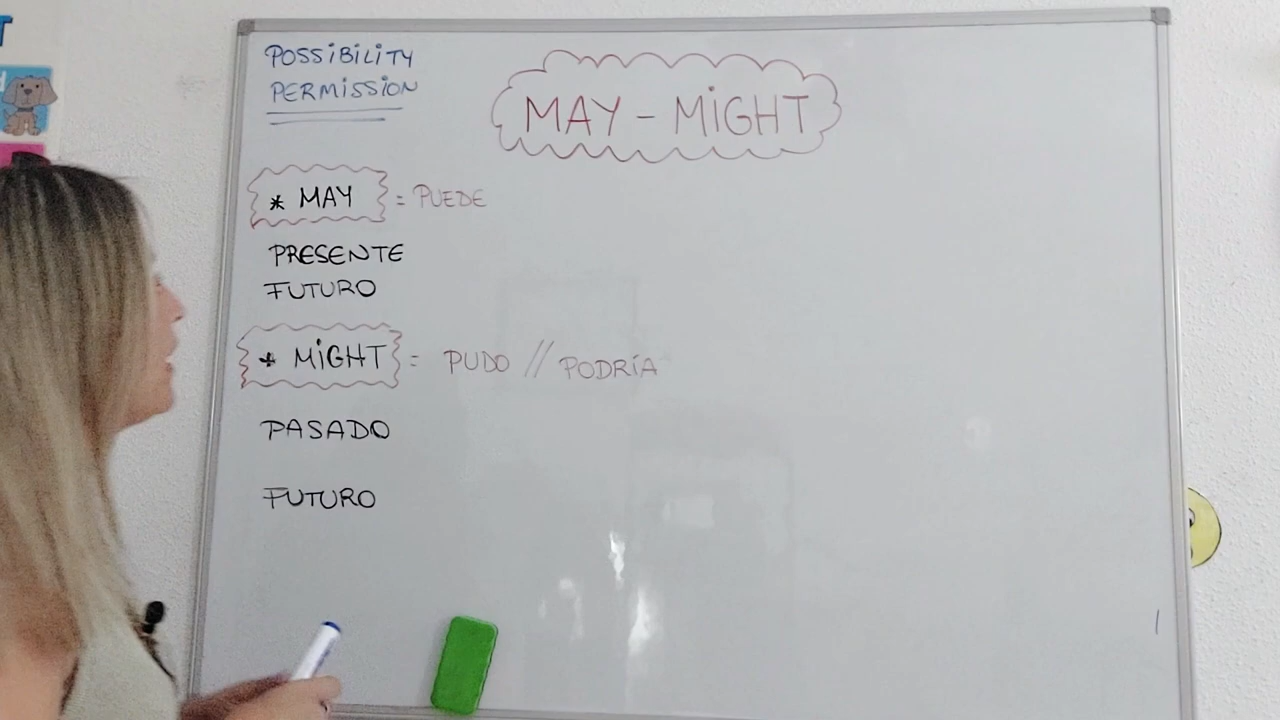 POSSIBILITY
PERMISSION
MAY - MIGHT
* MAY = PUEDE
PRESENTE
FUTURO
* MIGHT = PUDO // PODRÍA
PASADO
FUTURO